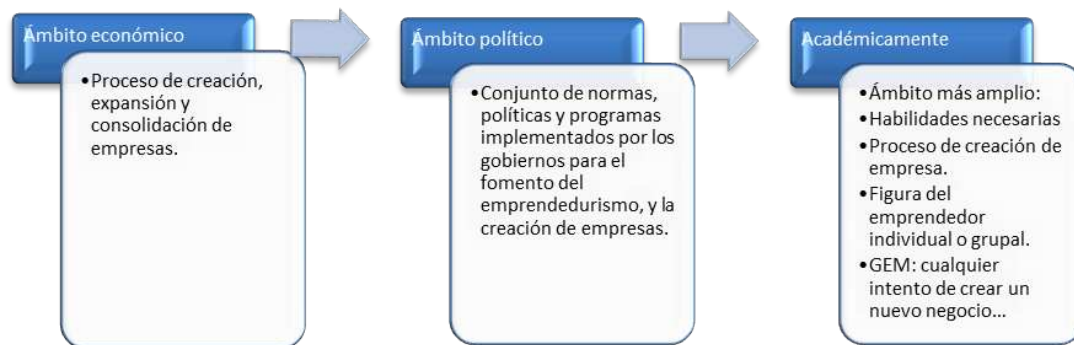 Ámbito económico
•Proceso de creación,
expansión y
consolidación de
empresas.
Ámbito político
•Conjunto de normas,
políticas y programas
implementados por los
gobiernos para el
fomento del
emprendedurismo, y la
creación de empresas.
Académicamente
•Ámbito más amplio:
•Habilidades necesarias
•Proceso de creación de
empresa.
•Figura del
emprendedor
individual o grupal.
•GEM: cualquier
intento de crear un
nuevo negocio...